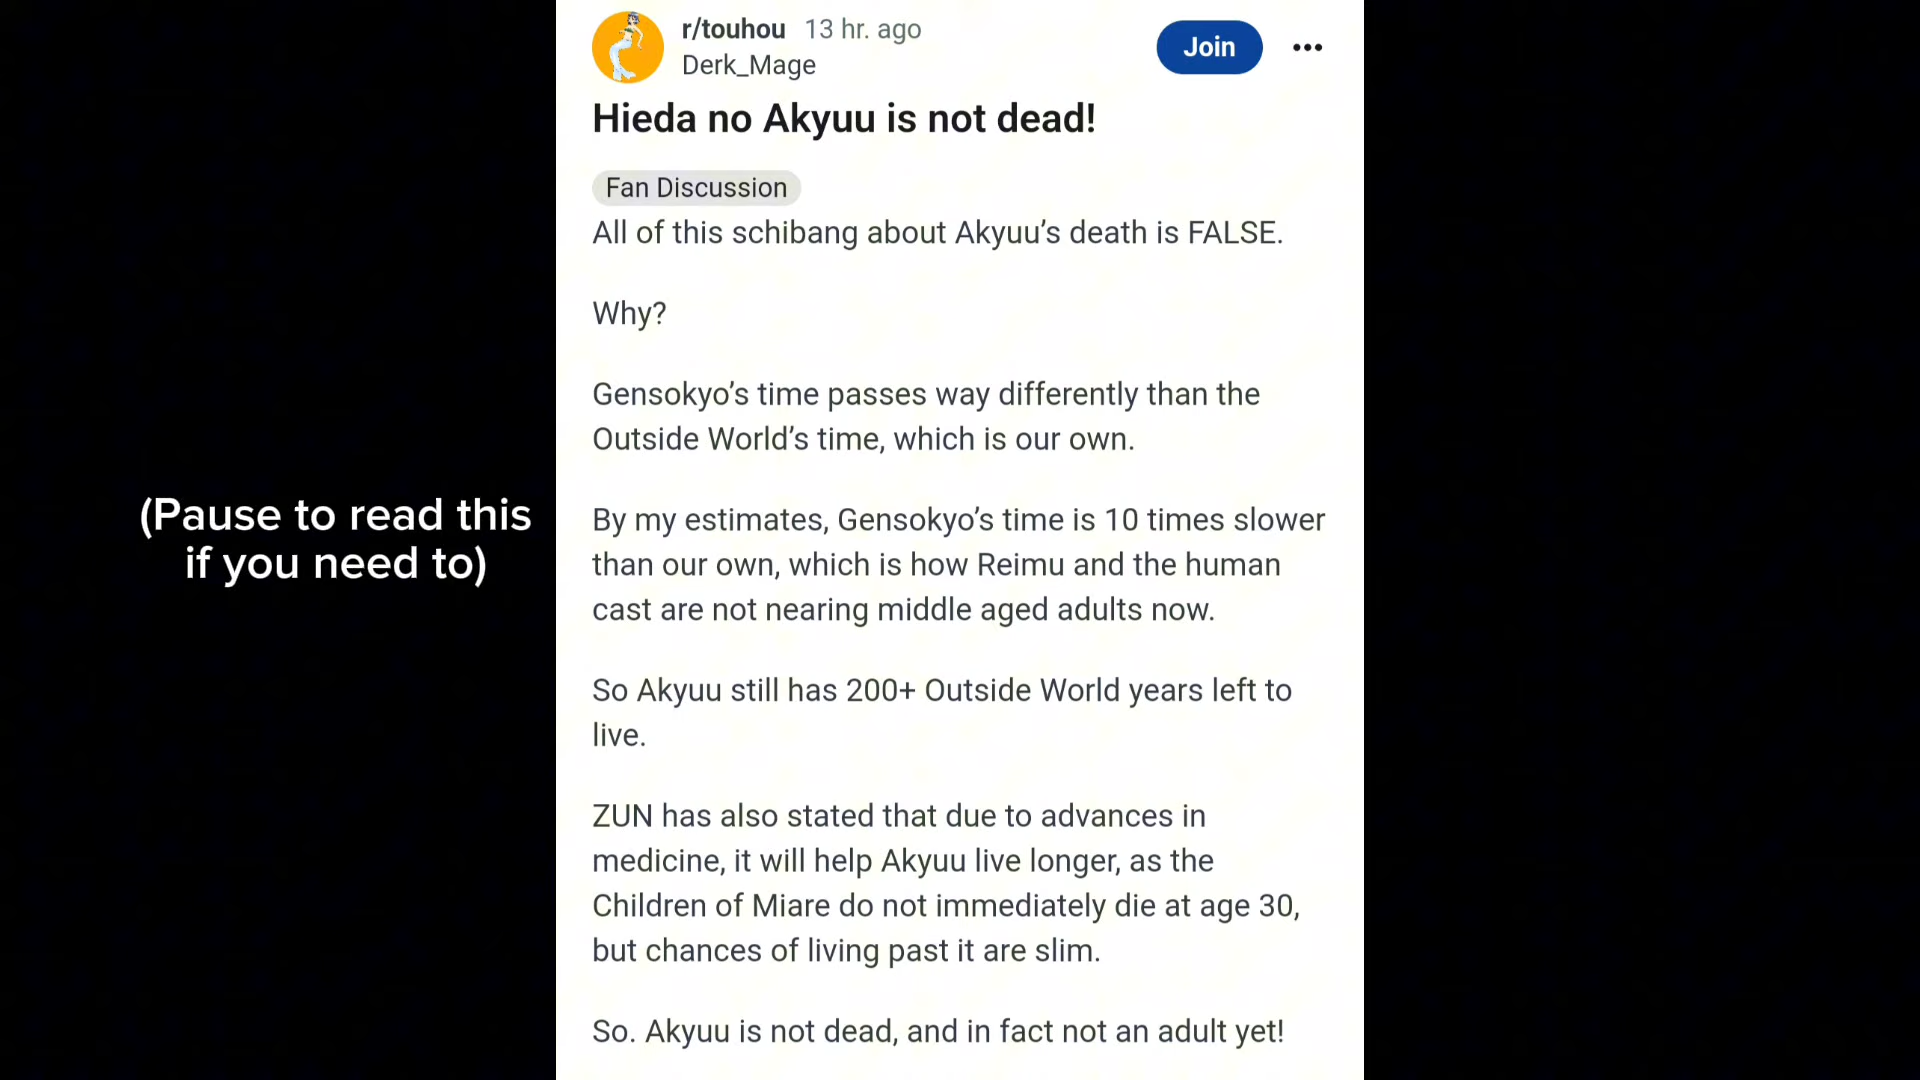 r/touhou 13 hr. ago
Derk_Mage
Join
Hieda no Akyuu is not dead!
Fan Discussion
All of this schibang about Akyuu’s death is FALSE.
Why?
Gensokyo’s time passes way differently than the
Outside World’s time, which is our own.
By my estimates, Gensokyo’s time is 10 times slower
than our own, which is how Reimu and the human
cast are not nearing middle aged adults now.
So Akyuu still has 200+ Outside World years left to
live.
ZUN has also stated that due to advances in
medicine, it will help Akyuu live longer, as the
Children of Miare do not immediately die at age 30,
but chances of living past it are slim.
So. Akyuu is not dead, and in fact not an adult yet!
(Pause to read this
if you need to)